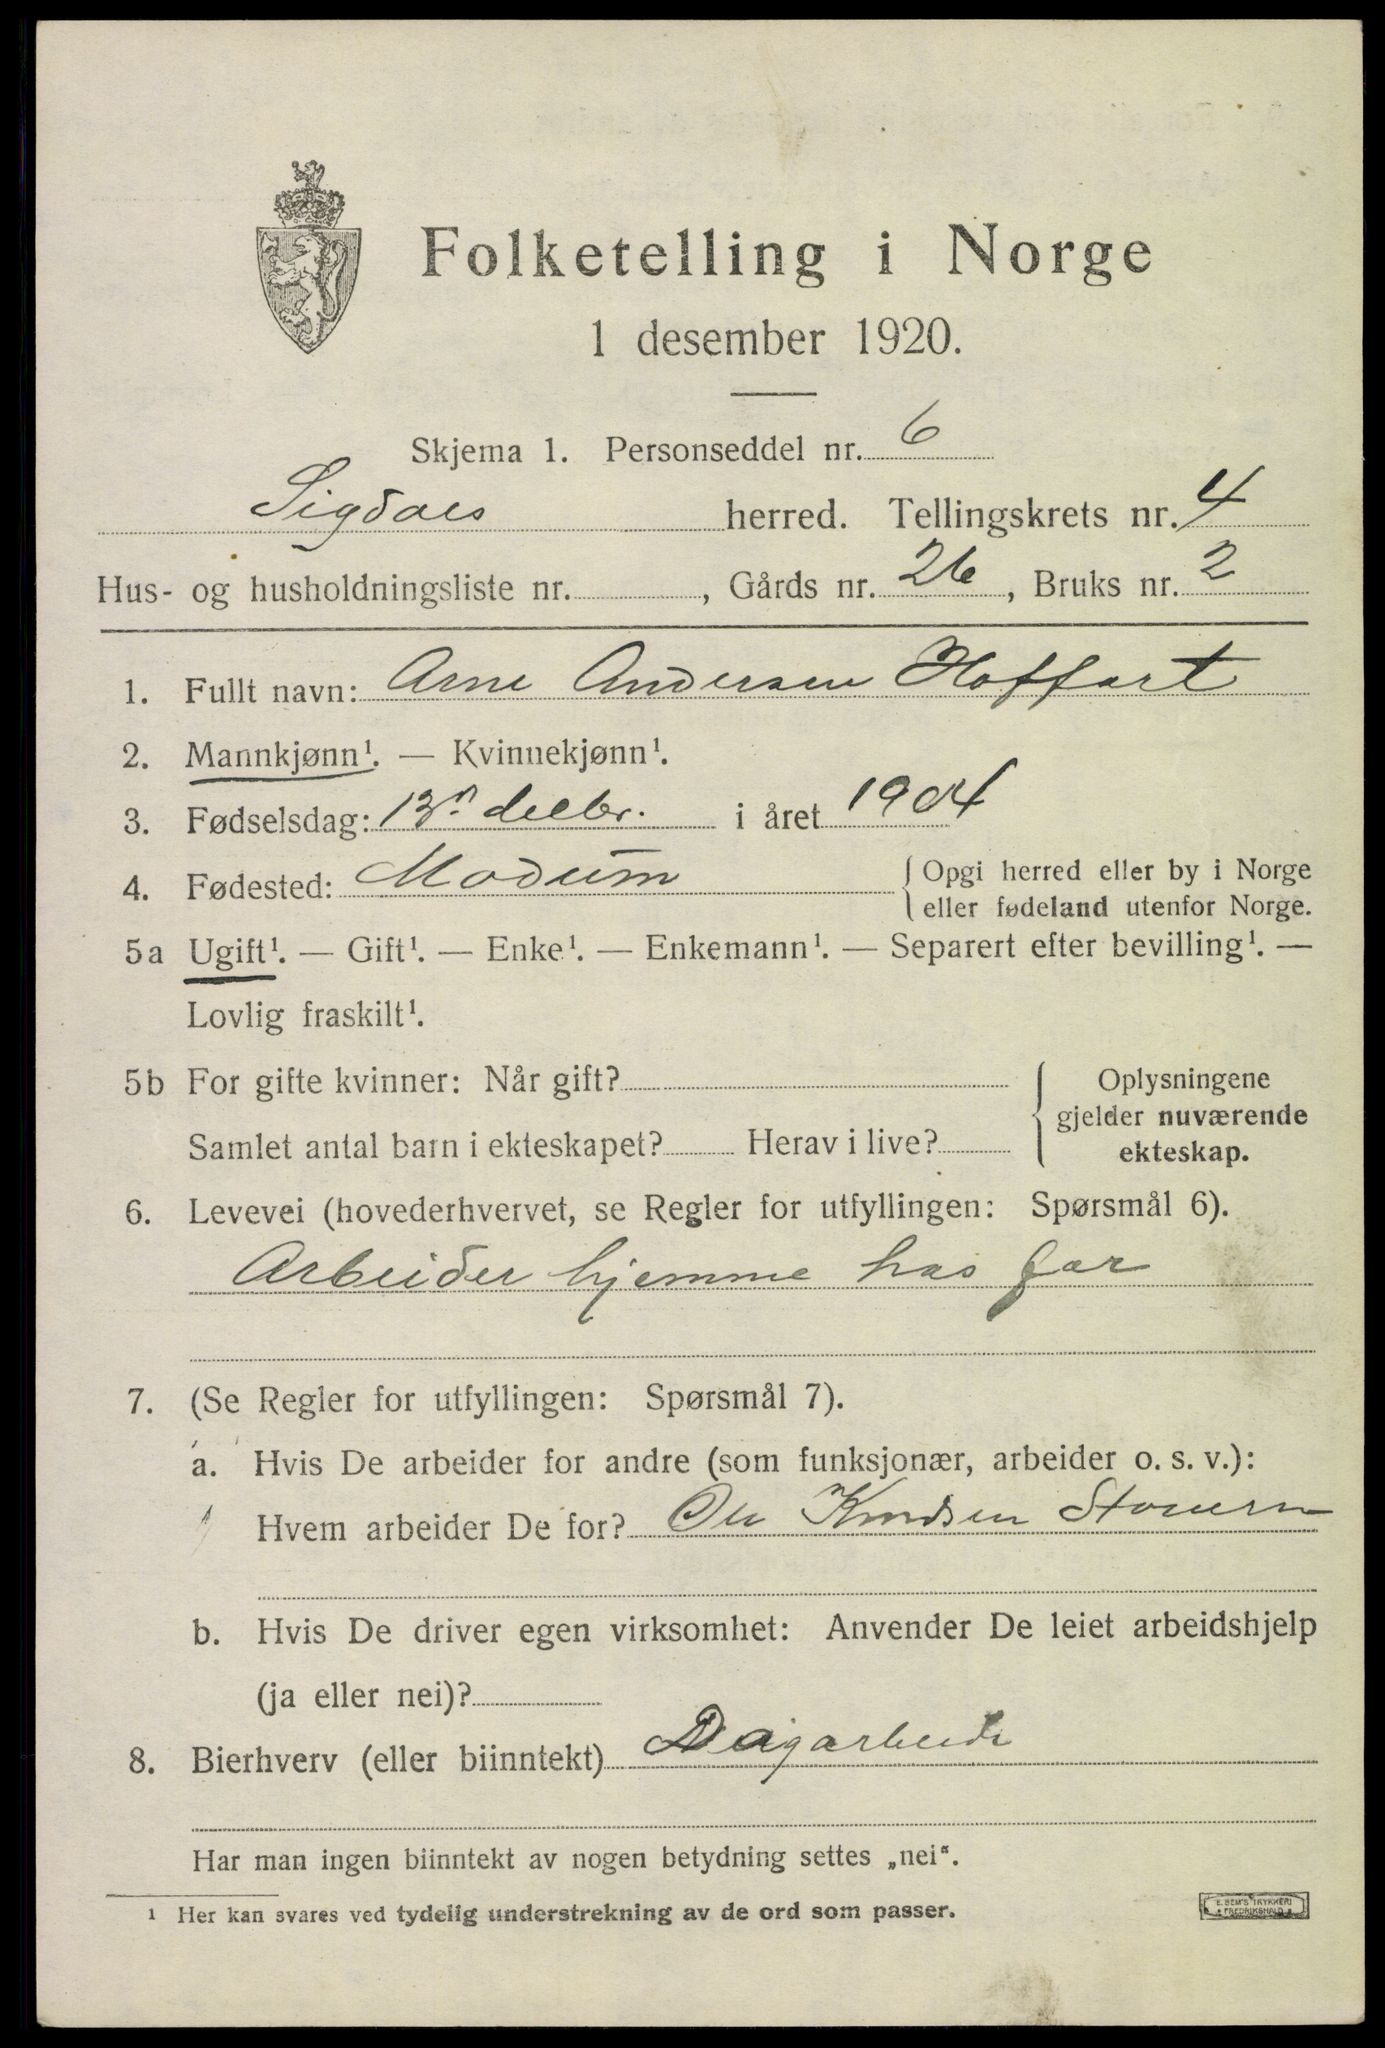 Folketelling i Norge
1 desember 1920.
Skjema 1. Personseddel nr. 6
Sigdals herred. Tellingskrets nr. 4
Hus- og husholdningsliste nr. , Gårds nr. 26, Bruks nr. 2
1. Fullt navn: Arne Andersen Hoffart
2. Mannkjønn¹. — Kvinnekjønn¹.
3. Fødselsdag: 13de decbr. i året 1904
4. Fødested: Modum
Opgi herred eller by i Norge
eller fødeland utenfor Norge.
5a Ugift¹. — Gift¹. — Enke¹. — Enkemann¹. — Separert efter bevilling¹. —
Lovlig fraskilt¹.
5b For gifte kvinner: Når gift?
Samlet antal barn i ekteskapet? Herav i live?
Oplysningene
gjelder nuværende
ekteskap.
6. Levevei (hovederhvervet, se Regler for utfyllingen: Spørsmål 6).
Arbeider hjemme hos far
7. (Se Regler for utfyllingen: Spørsmål 7).
a. Hvis De arbeider for andre (som funksjonær, arbeider o. s. v.):
Hvem arbeider De for? Ole Knudsen
b. Hvis De driver egen virksomhet: Anvender De leiet arbeidshjelp
(ja eller nei)?
8. Bierhverv (eller biinntekt) Dagarbeide
Har man ingen biinntekt av nogen betydning settes „nei“.
¹ Her kan svares ved tydelig understrekning av de ord som passer.
E. SEM'S TRYKKERI
FREDRIKSHALD